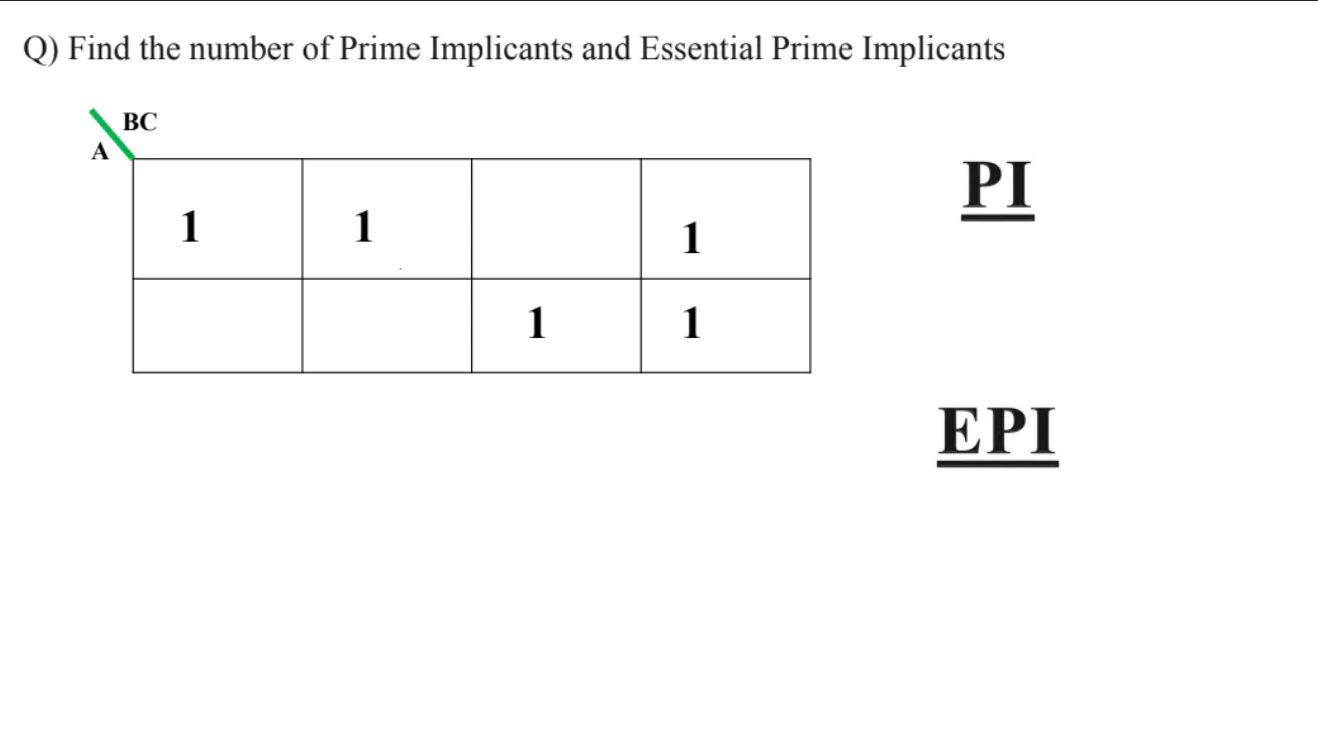 Q) Find the number of Prime Implicants and Essential Prime Implicants
BC
A
PI
1 1 1
1 1
EPI